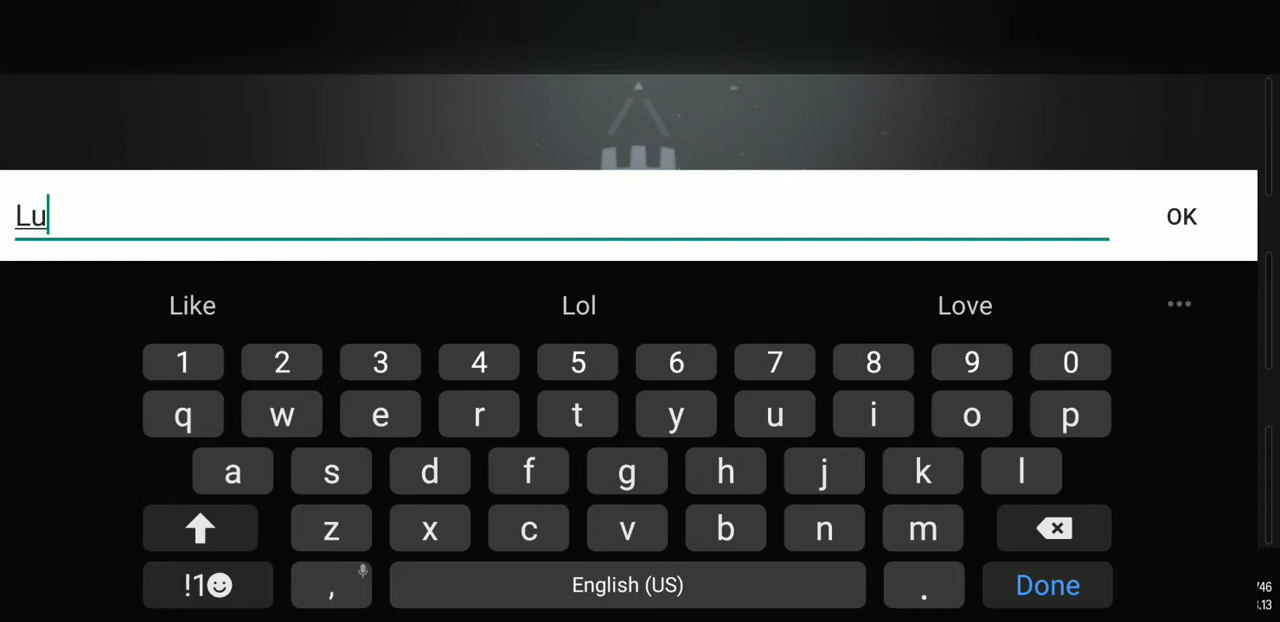 Lu
OK
Like Lol Love •••
1 2 3 4 5 6 7 8 9 0
q w e r t y u i o p
a s d f g h j k l
z x c v b n m
!1☺ , English (US) . Done